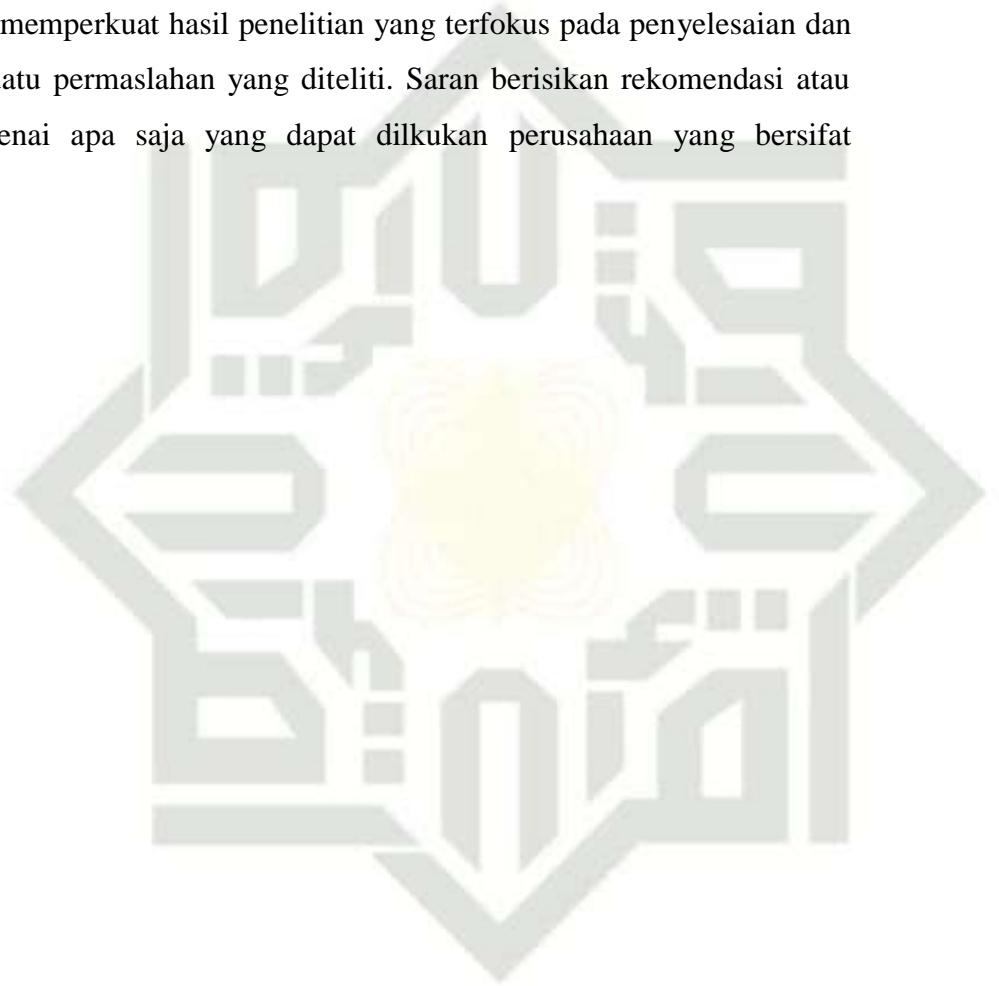 memperkuat hasil penelitian yang terfokus pada penyelesaian dan
atu permaslahan yang diteliti. Saran berisikan rekomendasi atau
enai apa saja yang dapat dilkukan perusahaan yang bersifat